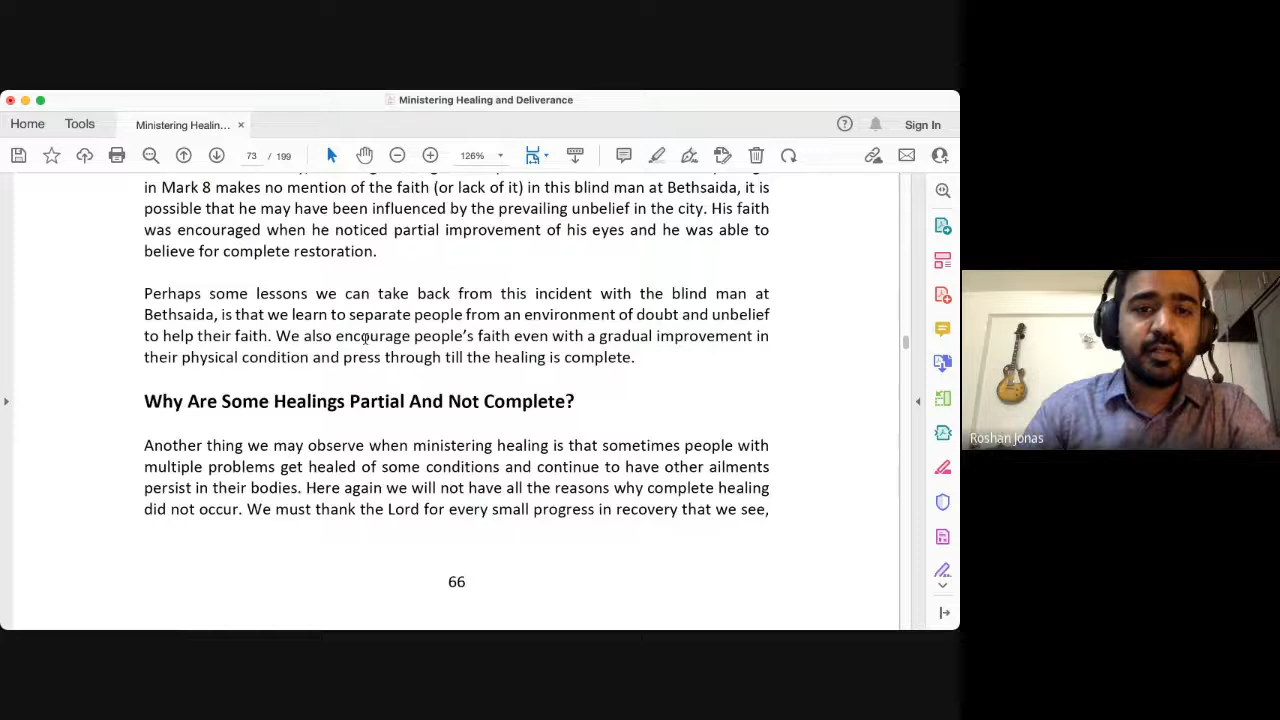 Ministering Healing and Deliverance
Home
Tools
Ministering Healin...
Sign In
73 / 199
126%
in Mark 8 makes no mention of the faith (or lack of it) in this blind man at Bethsaida, it is
possible that he may have been influenced by the prevailing unbelief in the city. His faith
was encouraged when he noticed partial improvement of his eyes and he was able to
believe for complete restoration.
Perhaps some lessons we can take back from this incident with the blind man at
Bethsaida, is that we learn to separate people from an environment of doubt and unbelief
to help their faith. We also encourage people’s faith even with a gradual improvement in
their physical condition and press through till the healing is complete.
Why Are Some Healings Partial And Not Complete?
Another thing we may observe when ministering healing is that sometimes people with
multiple problems get healed of some conditions and continue to have other ailments
persist in their bodies. Here again we will not have all the reasons why complete healing
did not occur. We must thank the Lord for every small progress in recovery that we see,
66
Roshan Jonas